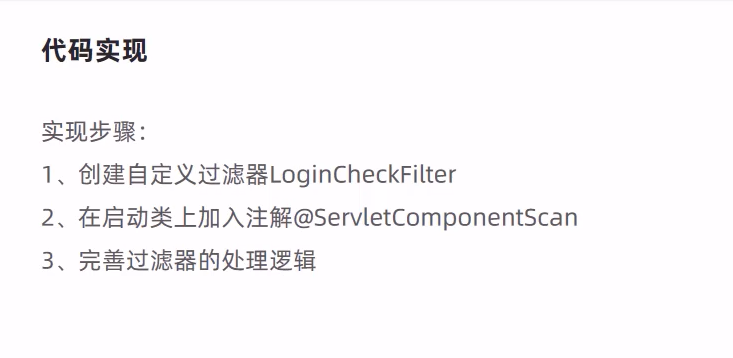 代码实现
实现步骤：
1、创建自定义过滤器LoginCheckFilter
2、在启动类上加入注解@ServletComponentScan
3、完善过滤器的处理逻辑